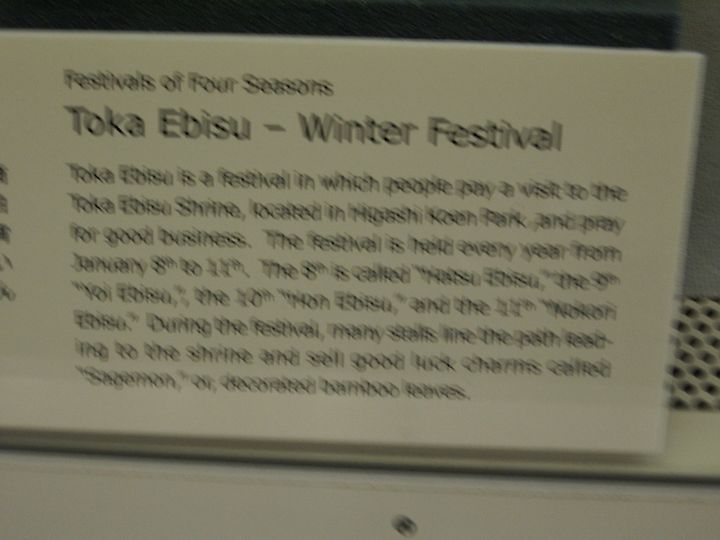 Festivals of Four Seasons
Toka Ebisu – Winter Festival
Toka Ebisu is a festival in which people pay a visit to the
Toka Ebisu Shrine, located in Higashi Koen Park, and pray
for good business. The festival is held every year from
January 8th to 11th. The 8th is called "Hatsu Ebisu," the 9th
"Yoi Ebisu,", the 10th "Hon Ebisu," and the 11th "Nokori
Ebisu." During the festival, many stalls line the path lead-
ing to the shrine and sell good luck charms called
"Sagemon," or, decorated bamboo leaves.